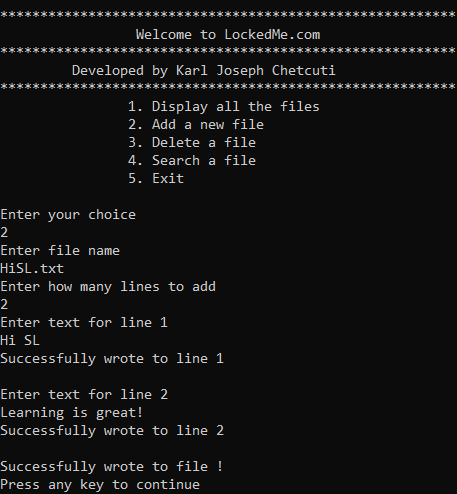 *********************************************************
Welcome to LockedMe.com
*********************************************************
Developed by Karl Joseph Chetcuti
*********************************************************
1. Display all the files
2. Add a new file
3. Delete a file
4. Search a file
5. Exit
Enter your choice
2
Enter file name
HiSL.txt
Enter how many lines to add
2
Enter text for line 1
Hi SL
Successfully wrote to line 1
Enter text for line 2
Learning is great!
Successfully wrote to line 2
Successfully wrote to file !
Press any key to continue